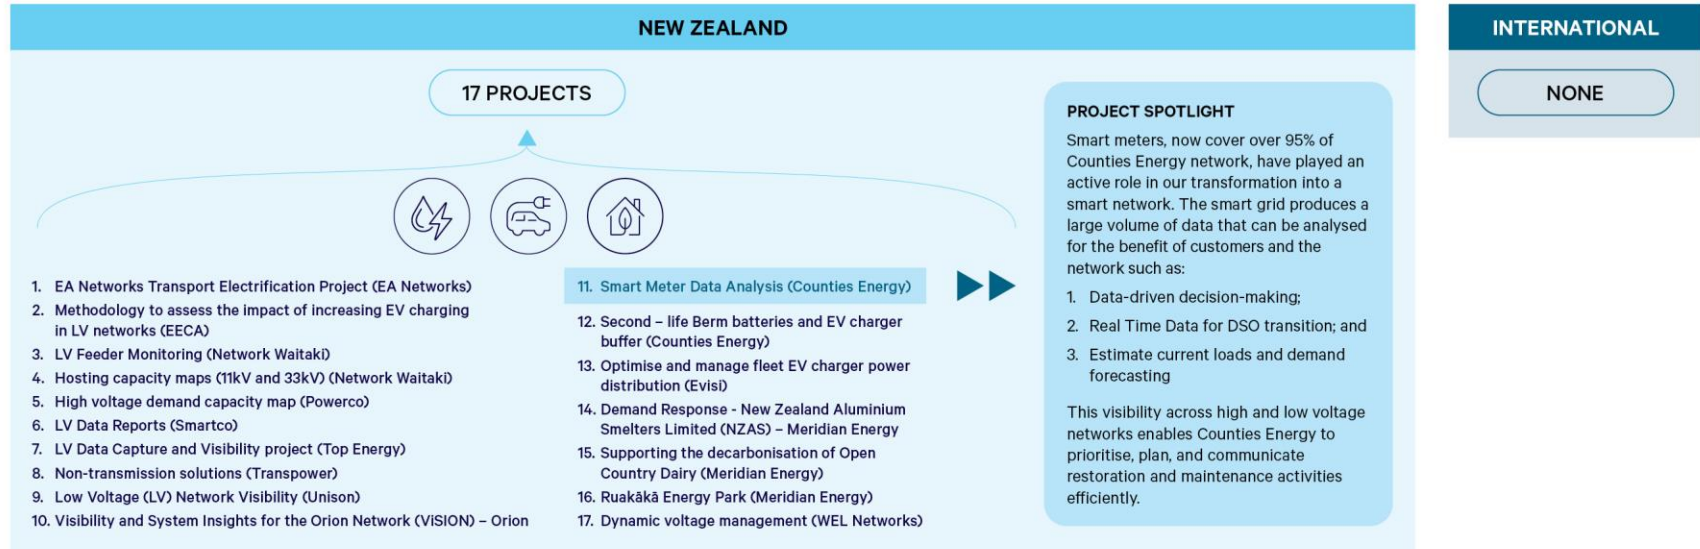 NEW ZEALAND
17 PROJECTS
1. EA Networks Transport Electrification Project (EA Networks)
2. Methodology to assess the impact of increasing EV charging
in LV networks (EECA)
3. LV Feeder Monitoring (Network Waitaki)
4. Hosting capacity maps (11kV and 33kV) (Network Waitaki)
5. High voltage demand capacity map (Powerco)
6. LV Data Reports (Smartco)
7. LV Data Capture and Visibility project (Top Energy)
8. Non-transmission solutions (Transpower)
9. Low Voltage (LV) Network Visibility (Unison)
10. Visibility and System Insights for the Orion Network (ViSION) – Orion
11. Smart Meter Data Analysis (Counties Energy)
12. Second – life Berm batteries and EV charger
buffer (Counties Energy)
13. Optimise and manage fleet EV charger power
distribution (Evisi)
14. Demand Response - New Zealand Aluminium
Smelters Limited (NZAS) – Meridian Energy
15. Supporting the decarbonisation of Open
Country Dairy (Meridian Energy)
16. Ruakākā Energy Park (Meridian Energy)
17. Dynamic voltage management (WEL Networks)
PROJECT SPOTLIGHT
Smart meters, now cover over 95% of
Counties Energy network, have played an
active role in our transformation into a
smart network. The smart grid produces a
large volume of data that can be analysed
for the benefit of customers and the
network such as:
1. Data-driven decision-making;
2. Real Time Data for DSO transition; and
3. Estimate current loads and demand
forecasting
This visibility across high and low voltage
networks enables Counties Energy to
prioritise, plan, and communicate
restoration and maintenance activities
efficiently.
INTERNATIONAL
NONE